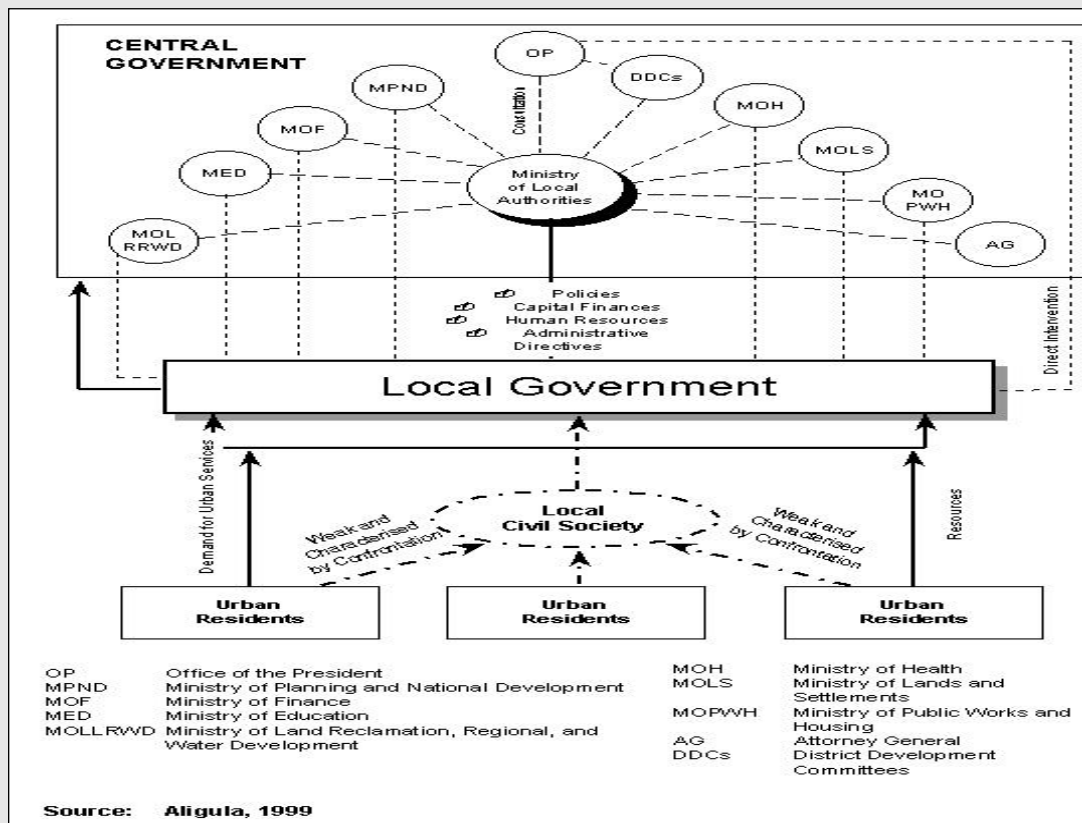 CENTRAL
GOVERNMENT
OP
DDCs
MPND
MOH
MOF
MOLS
MED
MO
PWH
MOL
RRWD
AG
Consultation
Ministry
of Local
Authorities
Policies
Capital Finances
Human Resources
Administrative
Directives
Direct Intervention
Local Government
Demand for Urban Services
Weak and
Characterised
by Confrontation
Local
Civil Society
Weak and
Characterised
by Confrontation
Resources
Urban
Residents
Urban
Residents
Urban
Residents
OP Office of the President
MPND Ministry of Planning and National Development
MOF Ministry of Finance
MED Ministry of Education
MOLLRWD Ministry of Land Reclamation, Regional, and
Water Development
MOH Ministry of Health
MOLS Ministry of Lands and
Settlements
MOPWH Ministry of Public Works and
Housing
AG Attorney General
DDCs District Development
Committees
Source: Aligula, 1999